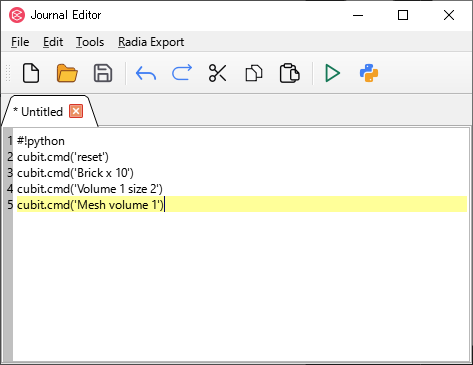 Journal Editor
File Edit Tools Radia Export
* Untitled
1 #!python
2 cubit.cmd('reset')
3 cubit.cmd('Brick x 10')
4 cubit.cmd('Volume 1 size 2')
5 cubit.cmd('Mesh volume 1')